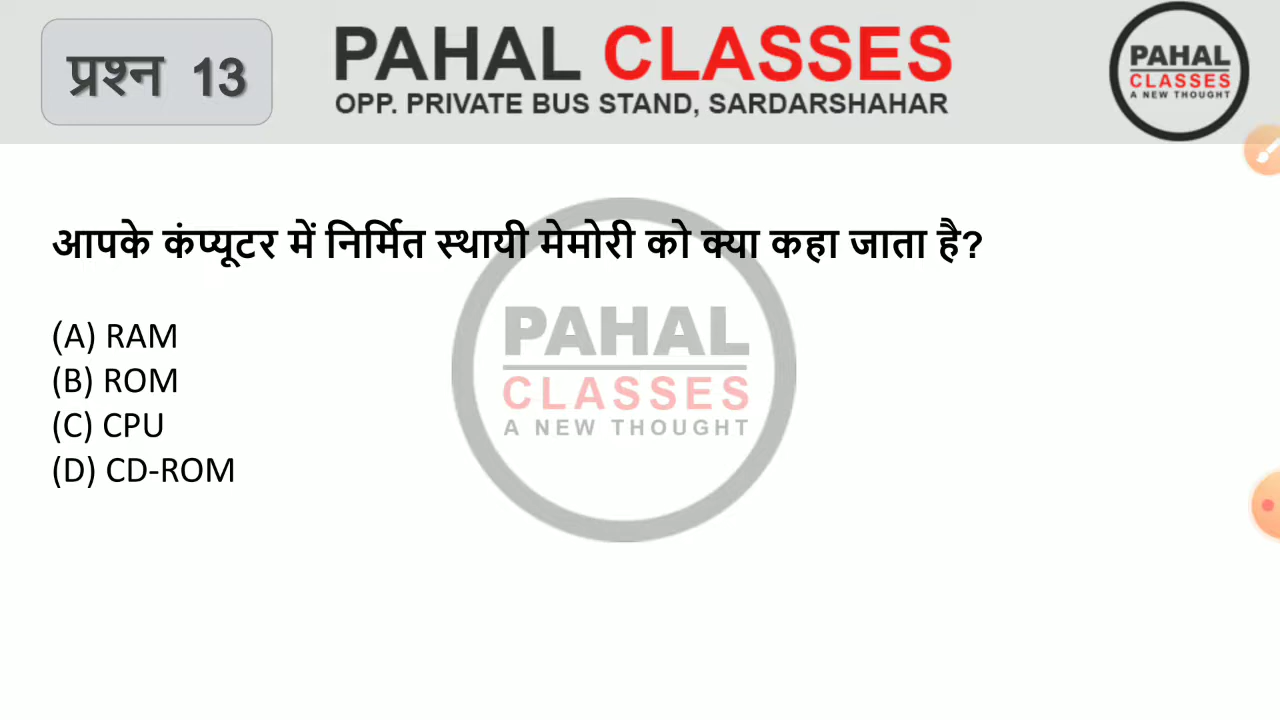 प्रश्न 13
PAHAL CLASSES
OPP. PRIVATE BUS STAND, SARDARSHAHAR
PAHAL
CLASSES
A NEW THOUGHT
आपके कंप्यूटर में निर्मित स्थायी मेमोरी को क्या कहा जाता है?
(A) RAM
(B) ROM
(C) CPU
(D) CD-ROM
PAHAL
CLASSES
A NEW THOUGHT